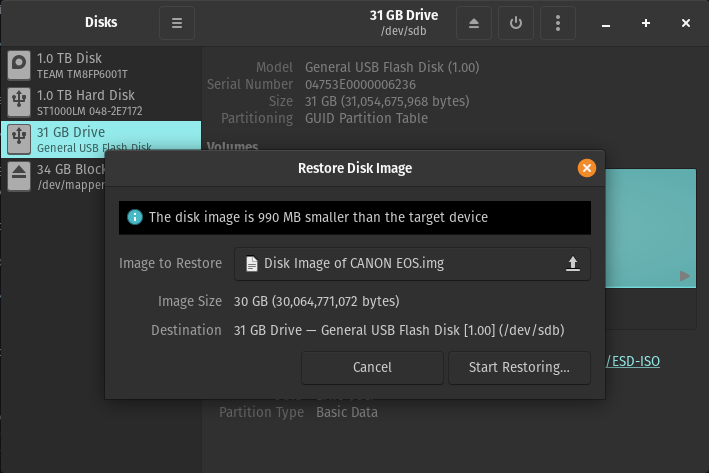 Disks
31 GB Drive
/dev/sdb
1.0 TB Disk
TEAM TM8FP6001T
1.0 TB Hard Disk
ST1000LM 048-2E7172
31 GB Drive
General USB Flash Disk
34 GB Block
/dev/mapper
Model General USB Flash Disk (1.00)
Serial Number 04753E0000006236
Size 31 GB (31,054,675,968 bytes)
Partitioning GUID Partition Table
Volumes
Restore Disk Image
The disk image is 990 MB smaller than the target device
Image to Restore Disk Image of CANON EOS.img
Image Size 30 GB (30,064,771,072 bytes)
Destination 31 GB Drive — General USB Flash Disk [1.00] (/dev/sdb)
Cancel Start Restoring...
/ESD-ISO
Partition Type Basic Data